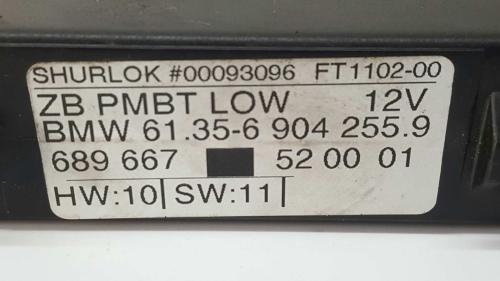 SHURLOK #00093096 FT1102-00
ZB PMBT LOW 12V
BMW 61.35-6 904 255.9
689 667 52 00 01
HW:10| SW:11|